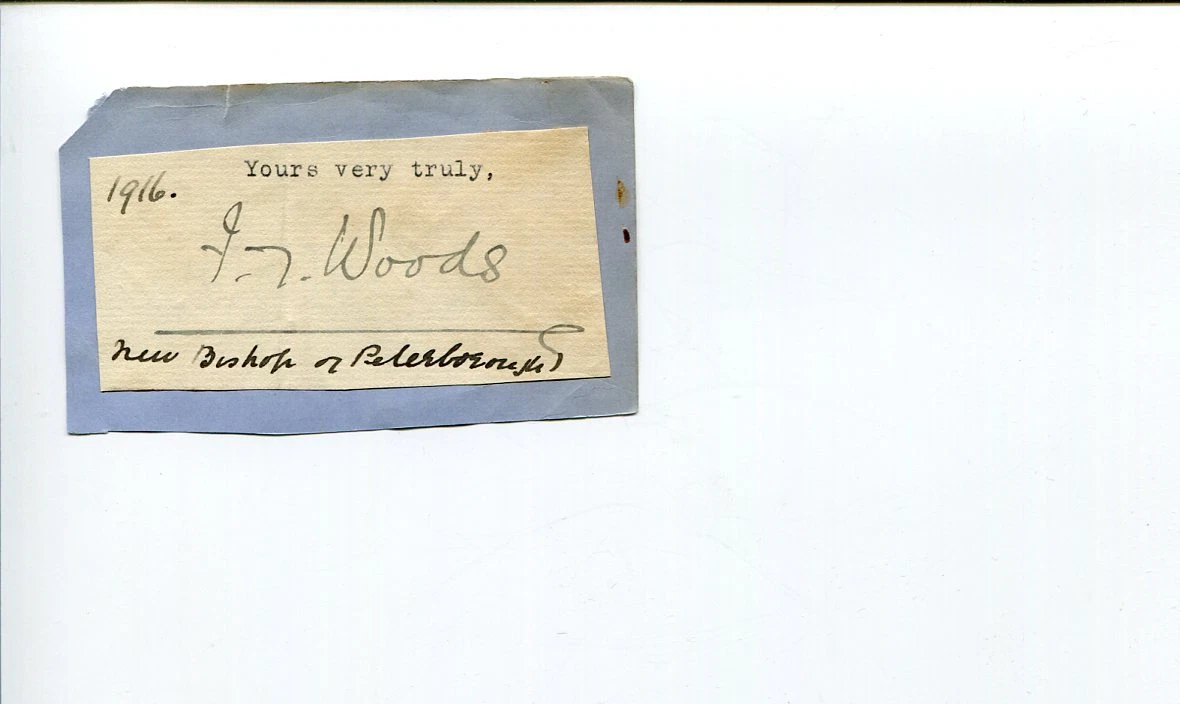 Yours very truly,
1916.
F. T. Woods
New Bishop of Peterborough